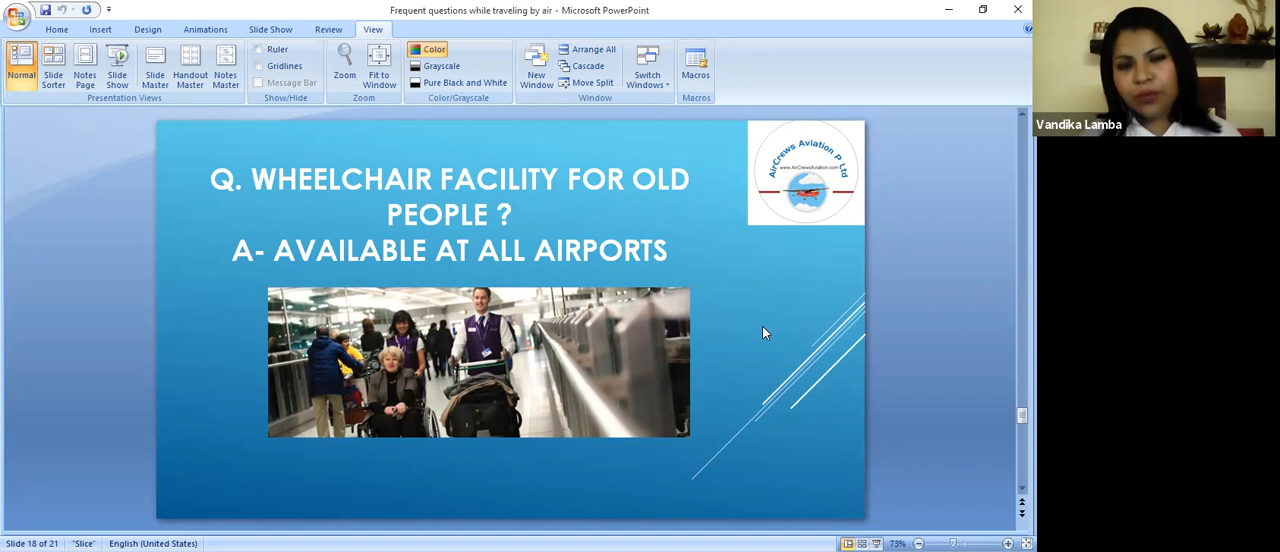 Frequent questions while traveling by air - Microsoft PowerPoint
Home Insert Design Animations Slide Show Review View
Normal
Slide Sorter
Notes Page
Slide Show
Slide Master
Handout Master
Notes Master
Presentation Views
Ruler
Gridlines
Message Bar
Show/Hide
Zoom
Fit to Window
Zoom
Color
Grayscale
Pure Black and White
Color/Grayscale
New Window
Arrange All
Cascade
Move Split
Switch Windows
Window
Macros
Macros
Vandika Lamba
Q. WHEELCHAIR FACILITY FOR OLD
PEOPLE ?
A- AVAILABLE AT ALL AIRPORTS
AirCrews Aviation P Ltd
www.AirCrewsAviation.com
Slide 18 of 21 "Slice" English (United States) 73%